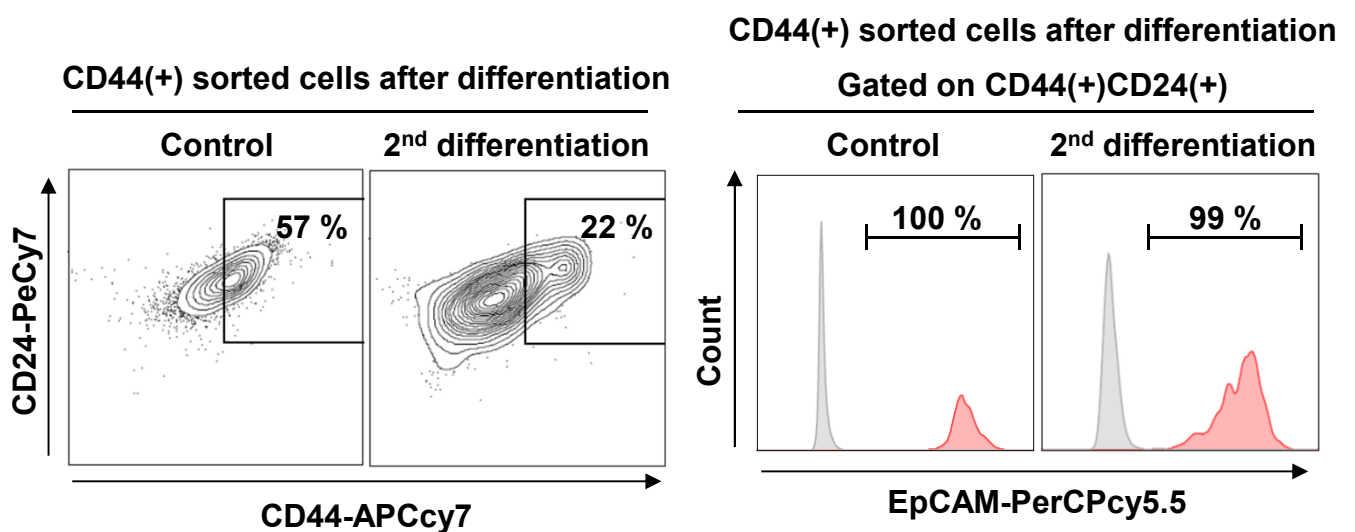 CD44(+) sorted cells after differentiation
Control
2nd differentiation
57 %
22 %
CD24-PeCy7
CD44-APCcy7
CD44(+) sorted cells after differentiation
Gated on CD44(+)CD24(+)
Control
2nd differentiation
100 %
99 %
Count
EpCAM-PerCPcy5.5